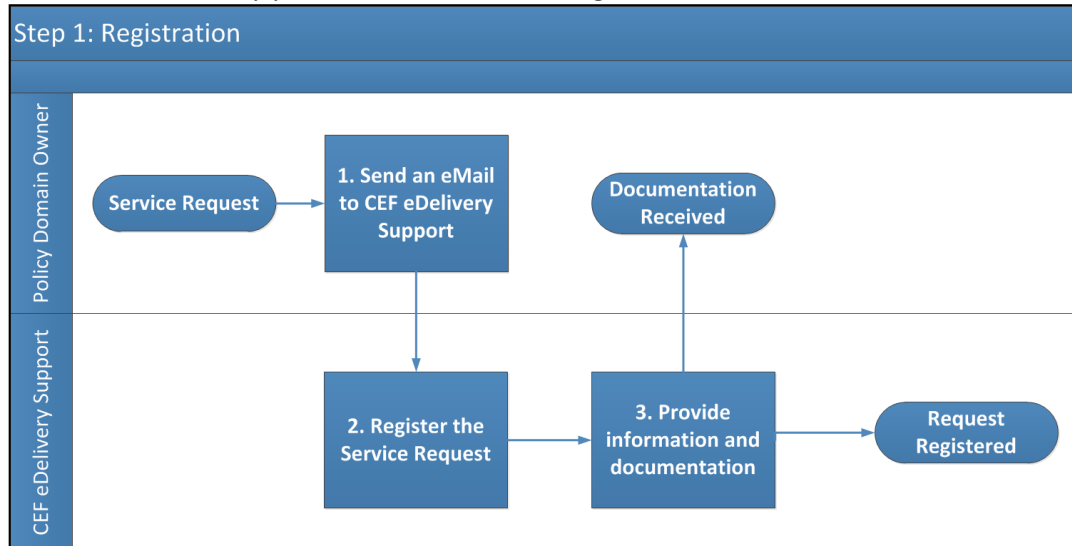 Step 1: Registration
Policy Domain Owner
Service Request
1. Send an eMail
to CEF eDelivery
Support
Documentation
Received
CEF eDelivery Support
2. Register the
Service Request
3. Provide
information and
documentation
Request
Registered